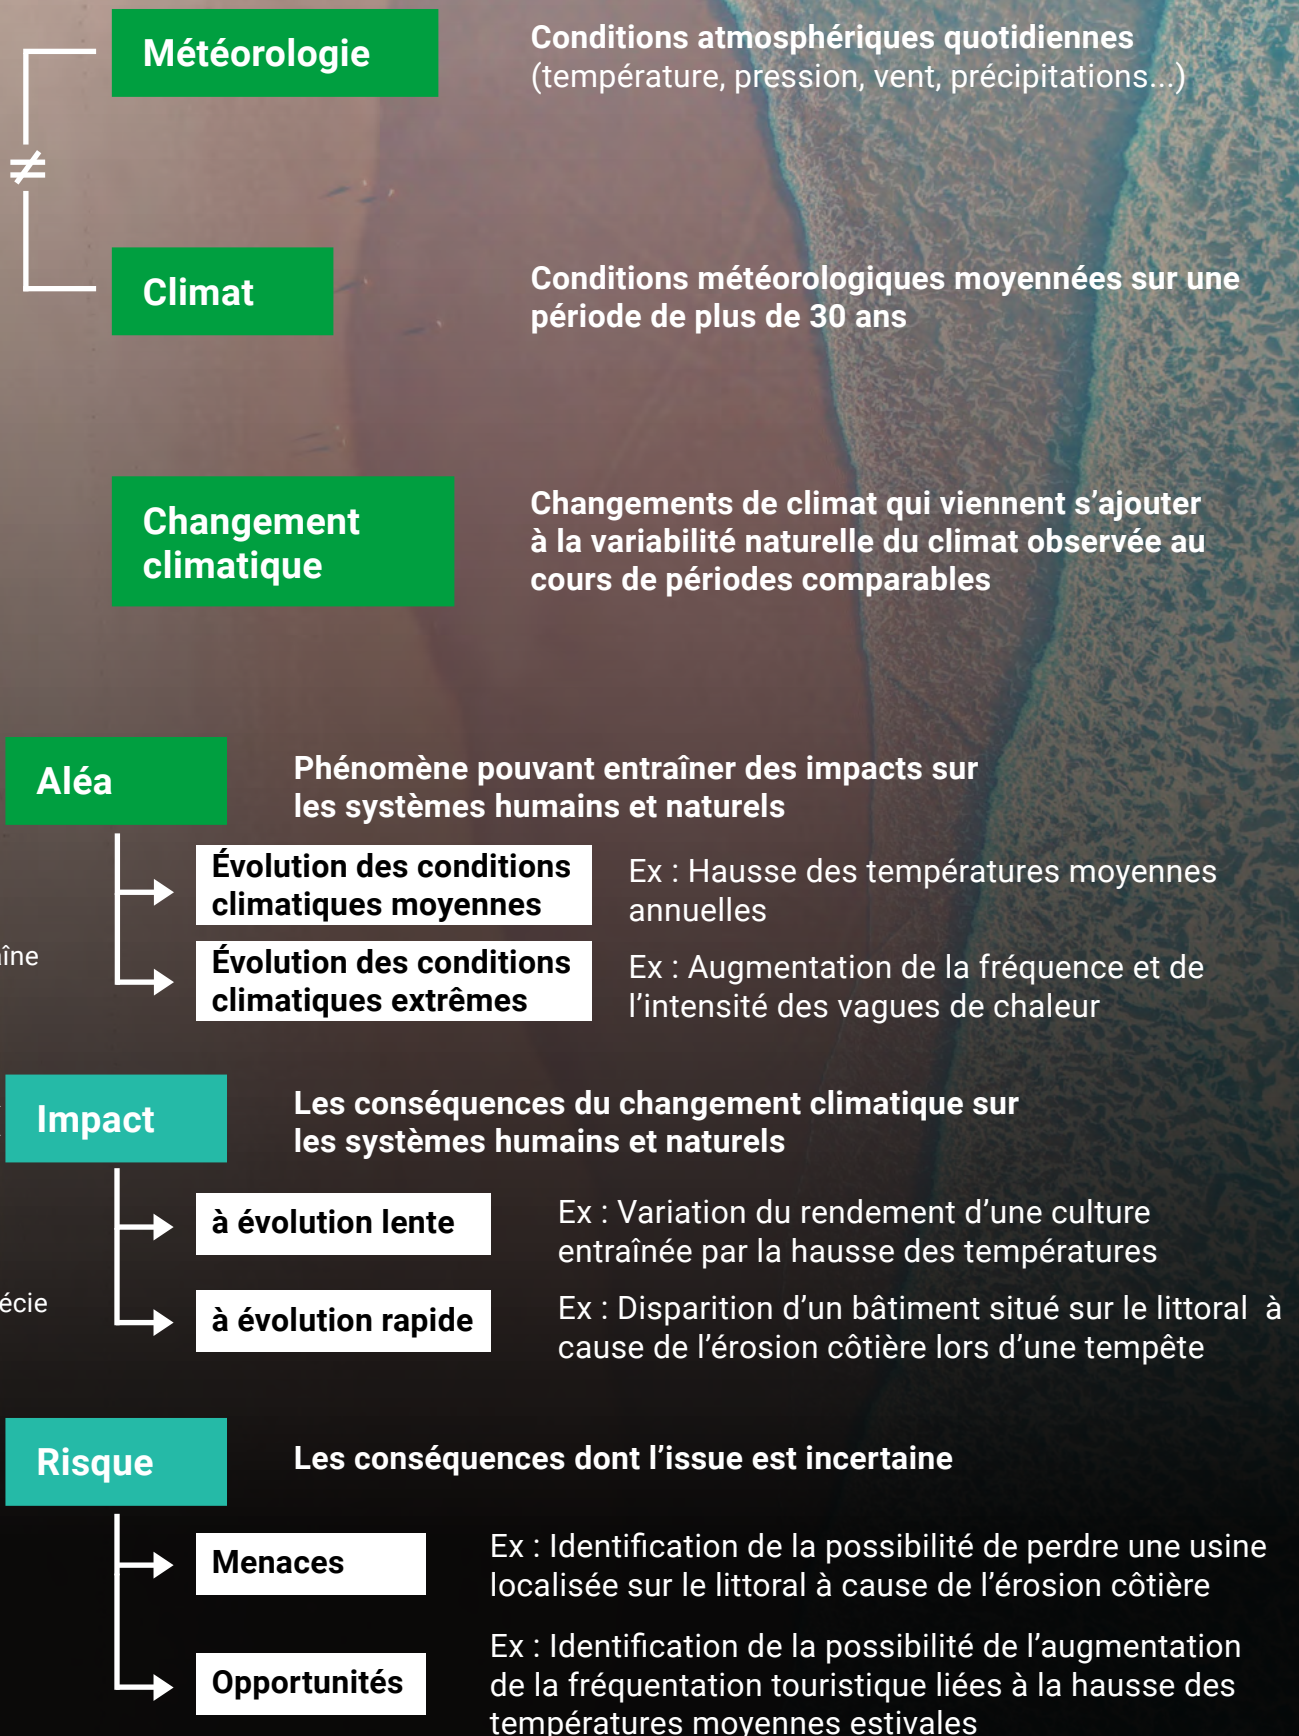 Météorologie
Conditions atmosphériques quotidiennes
(température, pression, vent, précipitations...)
≠
Climat
Conditions météorologiques moyennées sur une
période de plus de 30 ans
Changement
climatique
Changements de climat qui viennent s’ajouter
à la variabilité naturelle du climat observée au
cours de périodes comparables
Aléa
Phénomène pouvant entraîner des impacts sur
les systèmes humains et naturels
Évolution des conditions
climatiques moyennes
Ex : Hausse des températures moyennes
annuelles
Évolution des conditions
climatiques extrêmes
Ex : Augmentation de la fréquence et de
l’intensité des vagues de chaleur
Impact
Les conséquences du changement climatique sur
les systèmes humains et naturels
à évolution lente
Ex : Variation du rendement d’une culture
entraînée par la hausse des températures
à évolution rapide
Ex : Disparition d’un bâtiment situé sur le littoral à
cause de l’érosion côtière lors d’une tempête
Risque
Les conséquences dont l’issue est incertaine
Menaces
Ex : Identification de la possibilité de perdre une usine
localisée sur le littoral à cause de l’érosion côtière
Opportunités
Ex : Identification de la possibilité de l’augmentation
de la fréquentation touristique liées à la hausse des
températures moyennes estivales